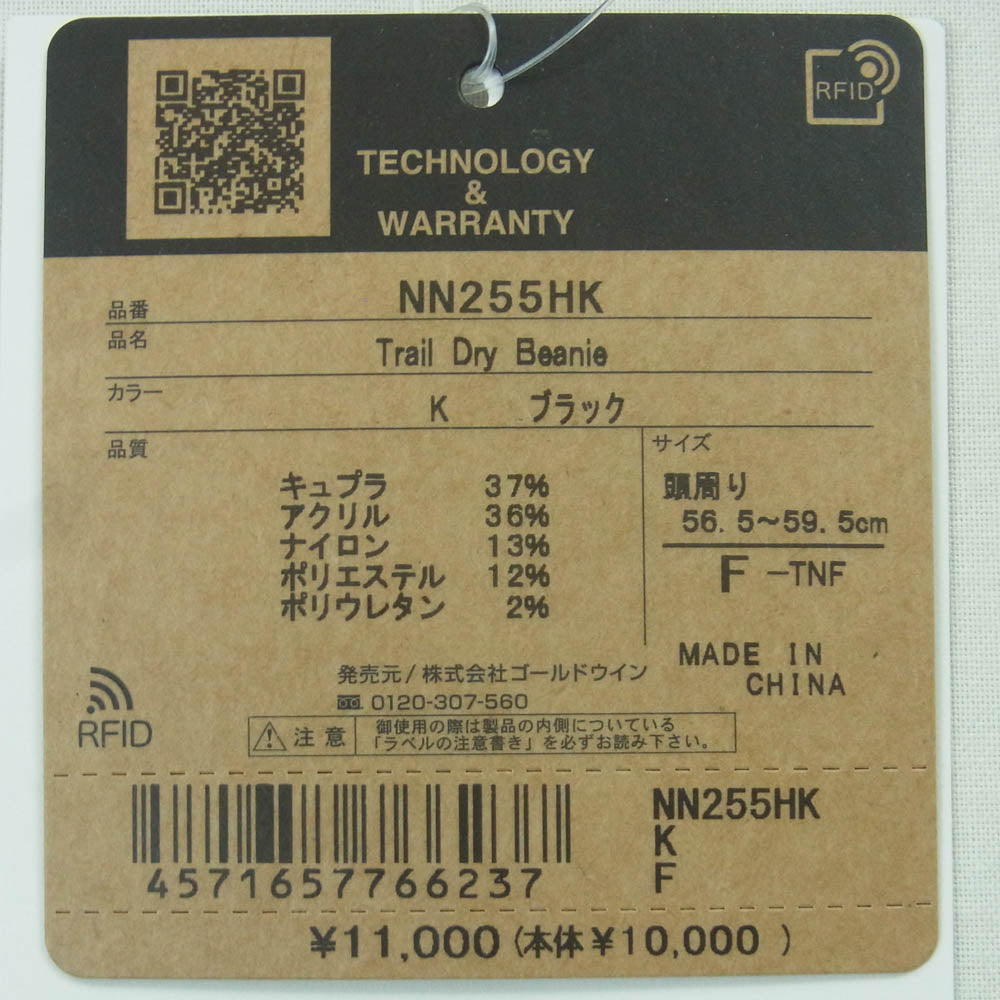 RFID
TECHNOLOGY
&
WARRANTY
品番 NN255HK
品名 Trail Dry Beanie
カラー K ブラック
品質
キュプラ 37%
アクリル 36%
ナイロン 13%
ポリエステル 12%
ポリウレタン 2%
サイズ
頭周り
56.5~59.5cm
F -TNF
MADE IN
CHINA
発売元/株式会社ゴールドウイン
0120-307-560
RFID
注意
御使用の際は製品の内側についている
「ラベルの注意書き」を必ずお読み下さい。
4571657766237
NN255HK
K
F
¥11,000(本体¥10,000 )